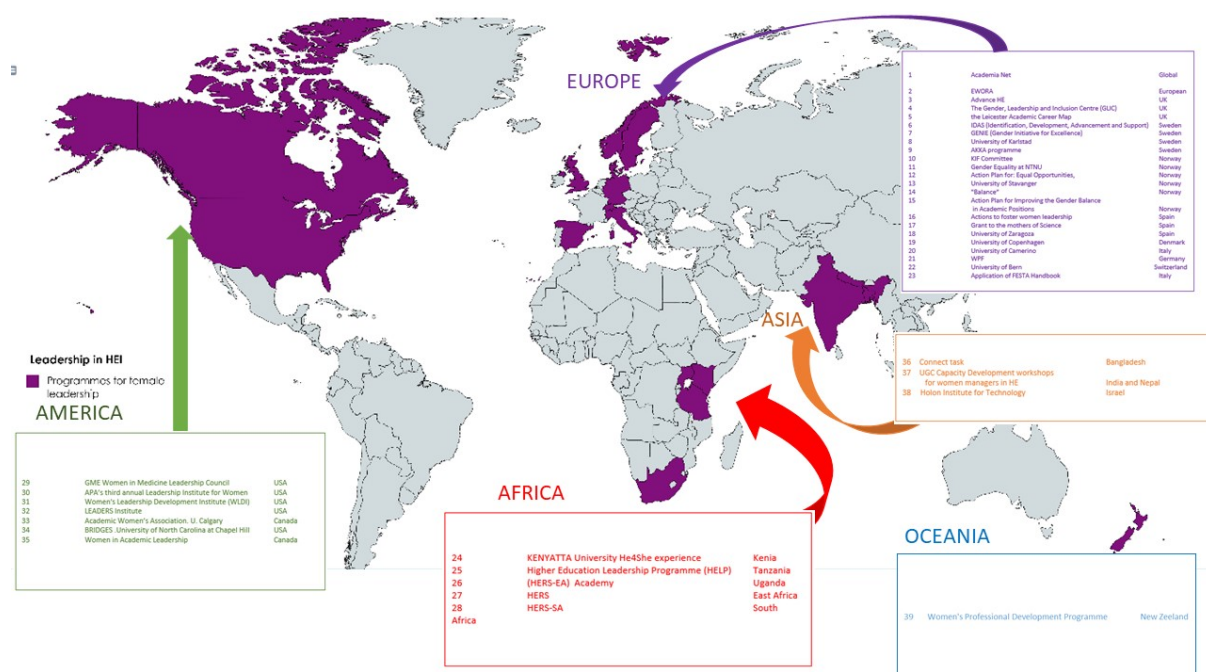 EUROPE
1 Academia Net Global
2 EWORA European
3 Advance HE UK
4 The Gender, Leadership and Inclusion Centre (GLIC) UK
5 the Leicester Academic Career Map UK
6 IDAS (Identification, Development, Advancement and Support) Sweden
7 GENIE (Gender Initiative for Excellence) Sweden
8 University of Karlstad Sweden
9 AKKA programme Sweden
10 KIF Committee Norway
11 Gender Equality at NTNU Norway
12 Action Plan for: Equal Opportunities, Norway
13 University of Stavanger Norway
14 "Balance" Norway
15 Action Plan for Improving the Gender Balance
in Academic Positions Norway
16 Actions to foster women leadership Spain
17 Grant to the mothers of Science Spain
18 University of Zaragoza Spain
19 University of Copenhagen Denmark
20 University of Camerino Italy
21 WPF Germany
22 University of Bern Switzerland
23 Application of FESTA Handbook Italy
ASIA
36 Connect task Bangladesh
37 UGC Capacity Development workshops
for women managers in HE India and Nepal
38 Holon Institute for Technology Israel
Leadership in HEI
Programmes for female
leadership
AMERICA
29 GME Women in Medicine Leadership Council USA
30 APA's third annual Leadership Institute for Women USA
31 Women's Leadership Development Institute (WLDI) USA
32 LEADERS Institute USA
33 Academic Women's Association. U. Calgary Canada
34 BRIDGES .University of North Carolina at Chapel Hill USA
35 Women in Academic Leadership Canada
AFRICA
24 KENYATTA University He4She experience Kenia
25 Higher Education Leadership Programme (HELP) Tanzania
26 (HERS-EA) Academy Uganda
27 HERS East Africa
28 HERS-SA South
Africa
OCEANIA
39 Women's Professional Development Programme New Zeeland